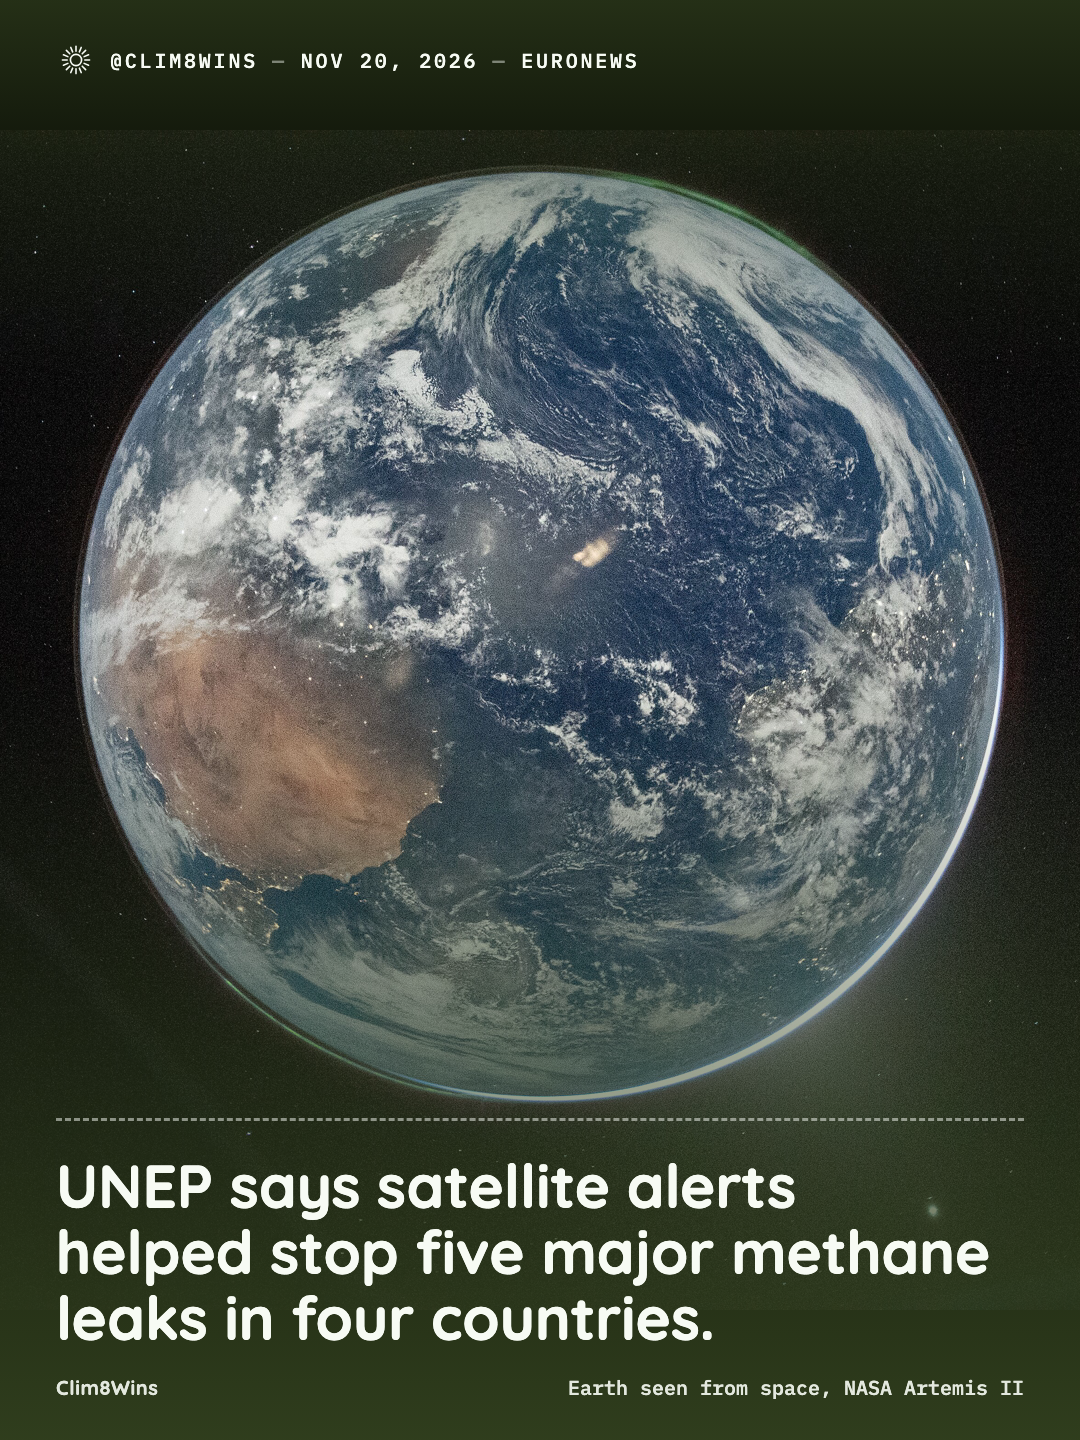 @CLIM8WINS — NOV 20, 2026 — EURONEWS
UNEP says satellite alerts
helped stop five major methane
leaks in four countries.
Clim8Wins
Earth seen from space, NASA Artemis II